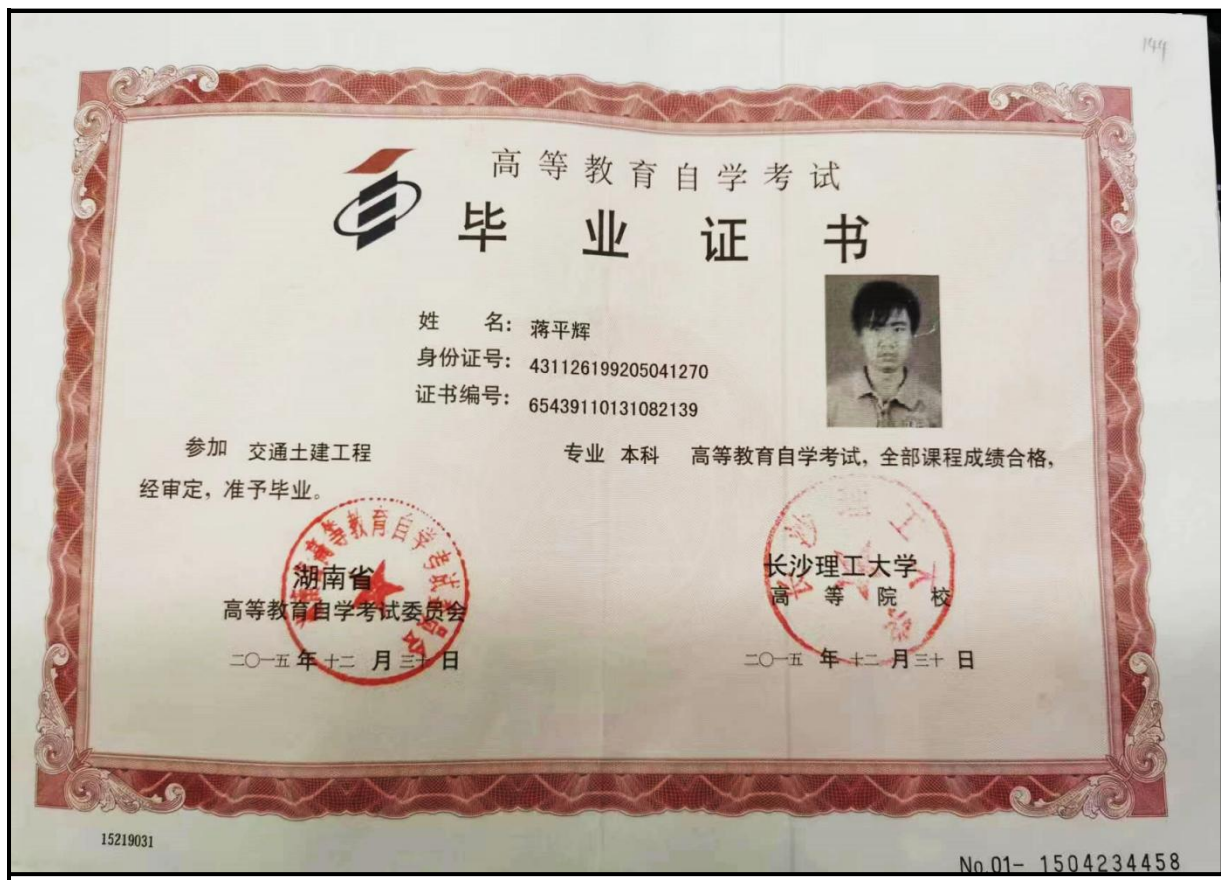 144
高等教育自学考试
毕业证书
姓 名: 蒋平辉
身份证号: 431126199205041270
证书编号: 65439110131082139
参加 交通土建工程 专业 本科 高等教育自学考试, 全部课程成绩合格,
经审定, 准予毕业。
湖南省 长沙理工大学
高等教育自学考试委员会 高等院校
二〇一五 年 十二 月 三十 日 二〇一五 年 十二 月 三十 日
15219031
No.01- 1504234458